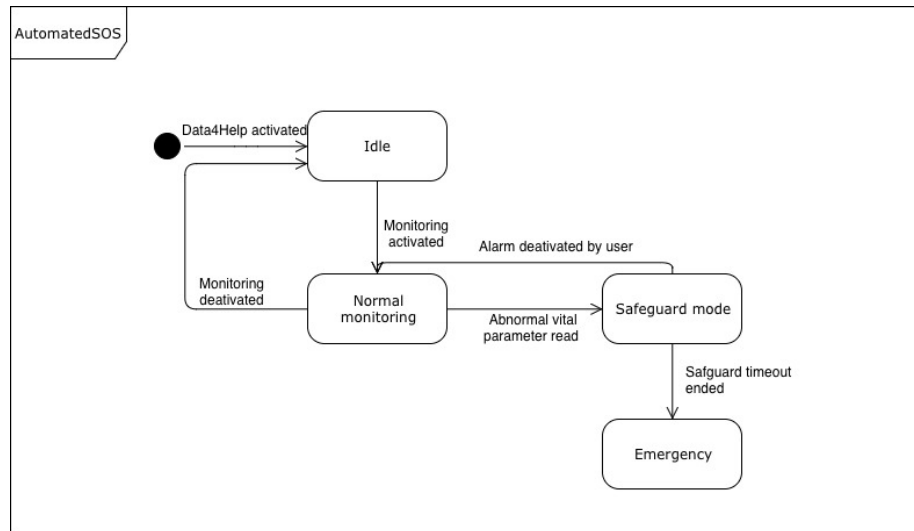 AutomatedSOS
Data4Help activated
Idle
Monitoring
activated
Alarm deativated by user
Monitoring
deativated
Normal
monitoring
Abnormal vital
parameter read
Safeguard mode
Safguard timeout
ended
Emergency